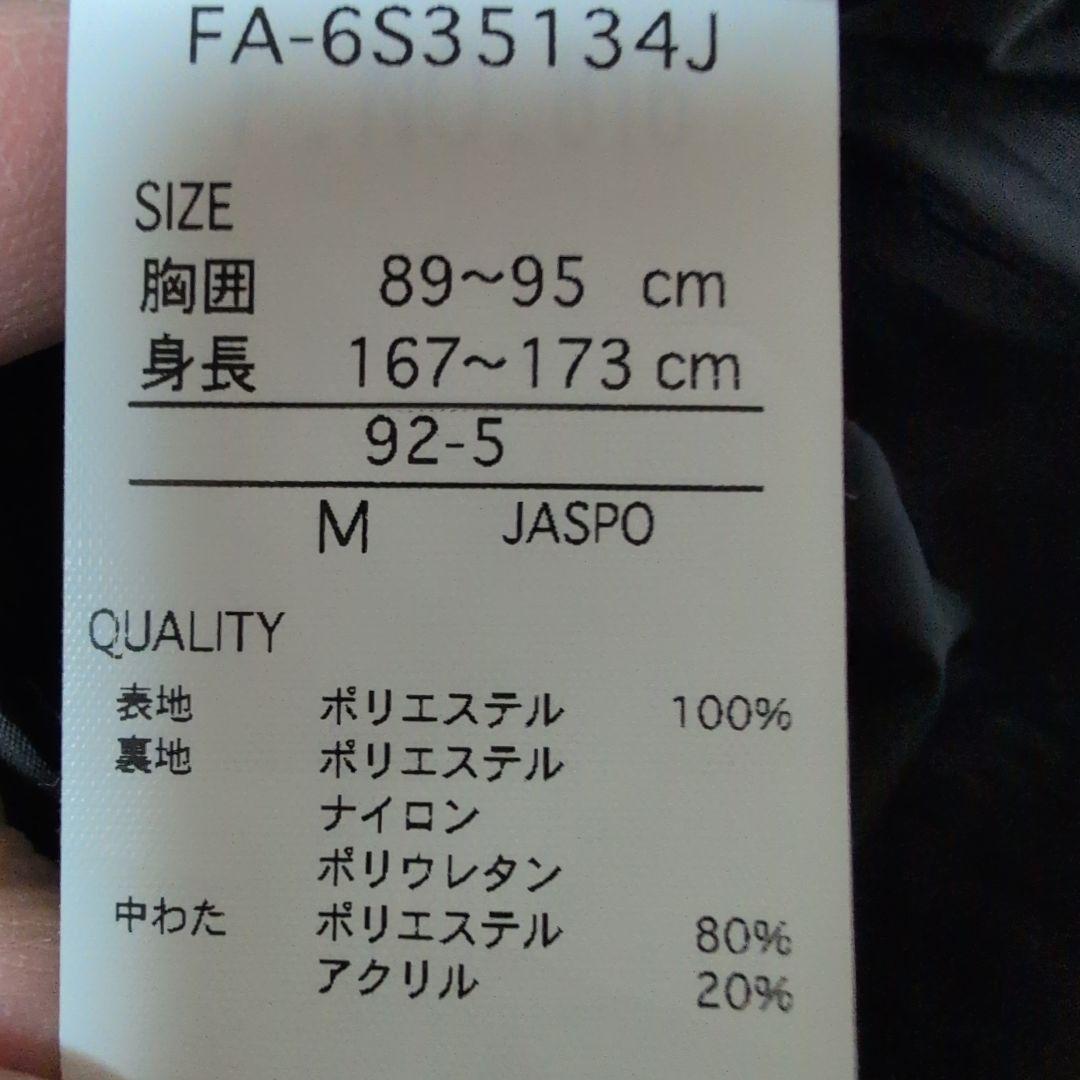 FA-6S35134J
SIZE
胸囲 89～95 cm
身長 167～173 cm
92-5
M JASPO
QUALITY
表地 ポリエステル 100%
裏地 ポリエステル
ナイロン
ポリウレタン
中わた ポリエステル 80%
アクリル 20%